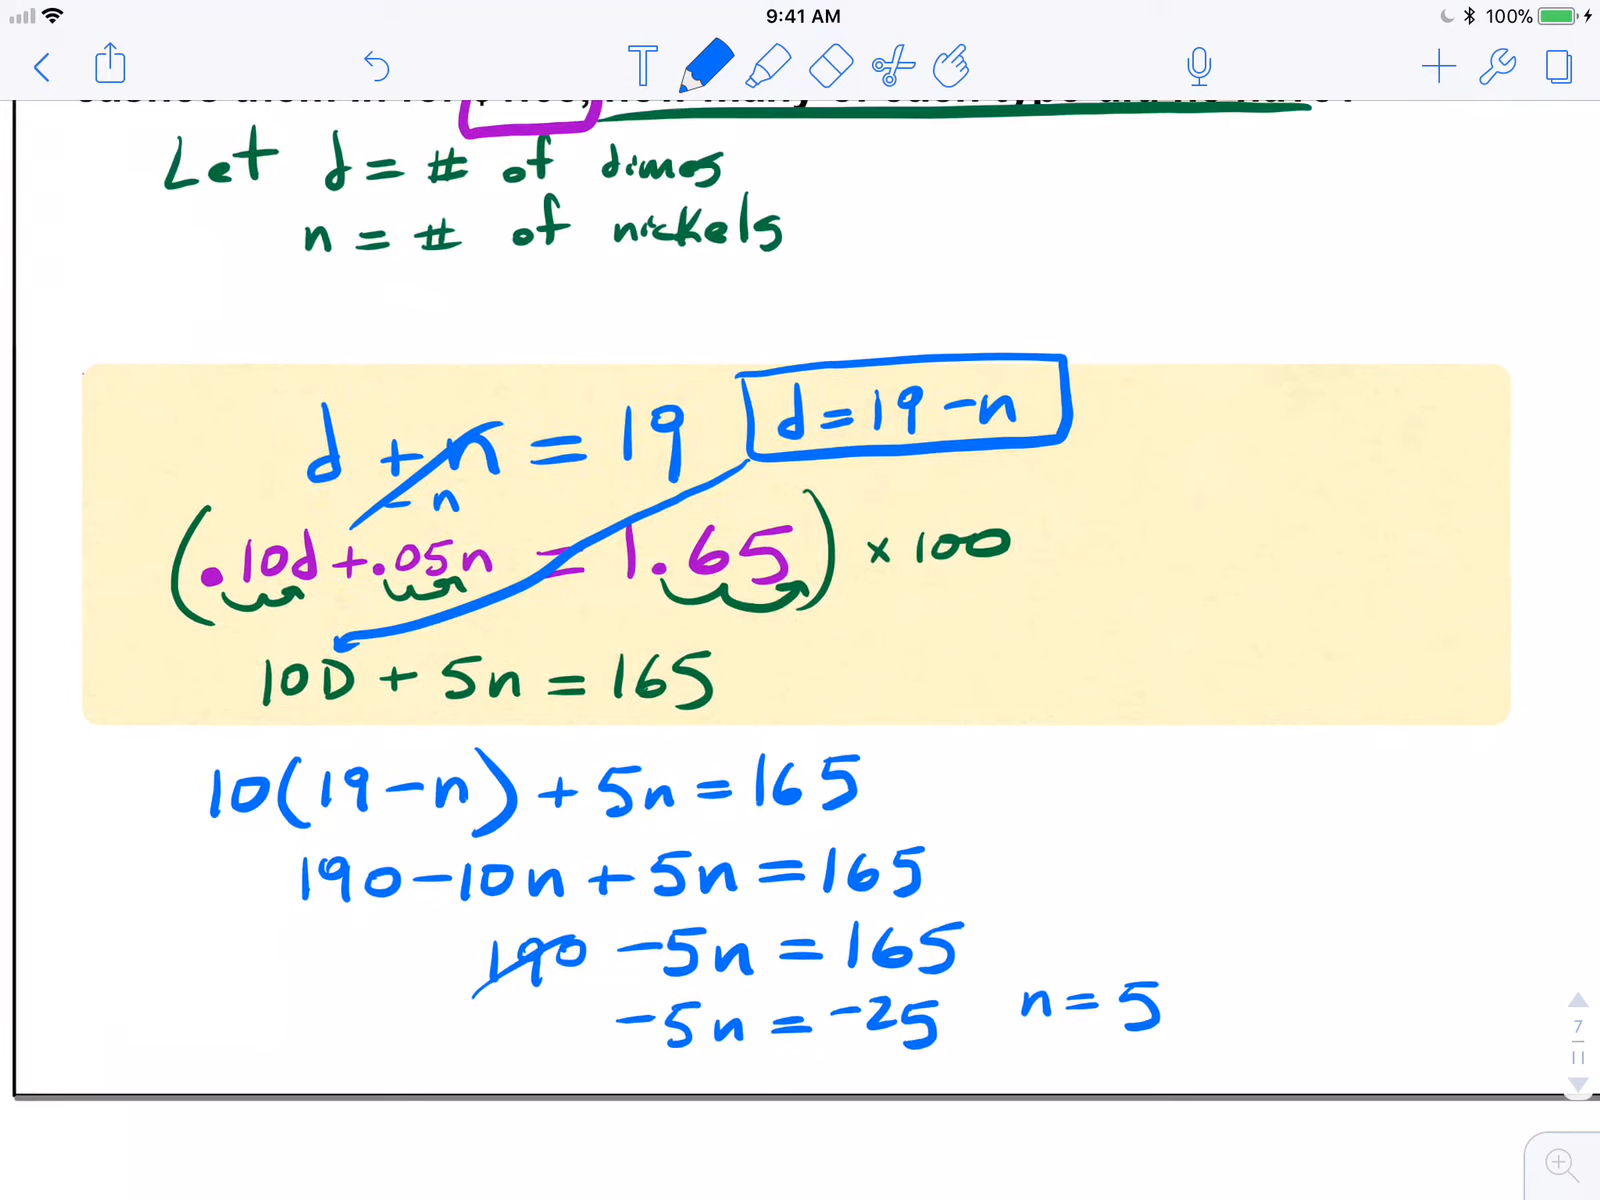 9:41 AM
100%
T
Let d = # of dimes
n = # of nickels
d + n = 19
d = 19 - n
- n
(.10d + .05n = 1.65) x 100
10D + 5n = 165
10(19 - n) + 5n = 165
190 - 10n + 5n = 165
190 - 5n = 165
-5n = -25
n = 5
7
11